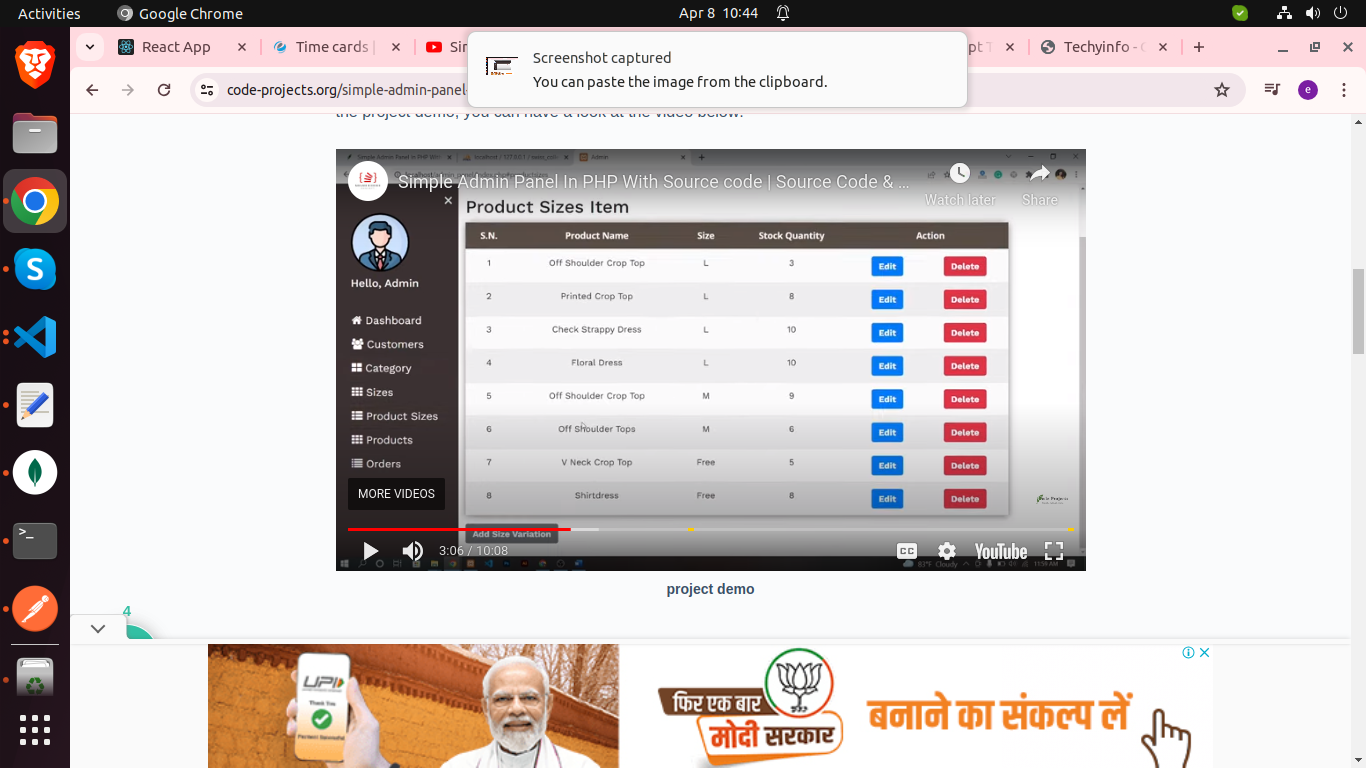 Activities
Google Chrome
Apr 8 10:44
React App
Time cards
Sin
Screenshot captured
You can paste the image from the clipboard.
pt T
Techyinfo - C
code-projects.org/simple-admin-panel-
e
the project demo, you can have a look at the video below.
Simple Admin Panel In PHP With Source code | Source Code & ...
Watch later
Share
Product Sizes Item
S.N. Product Name Size Stock Quantity Action
1 Off Shoulder Crop Top L 3 Edit Delete
2 Printed Crop Top L 8 Edit Delete
3 Check Strappy Dress L 10 Edit Delete
4 Floral Dress L 10 Edit Delete
5 Off Shoulder Crop Top M 9 Edit Delete
6 Off Shoulder Tops M 6 Edit Delete
7 V Neck Crop Top Free 5 Edit Delete
8 Shirtdress Free 8 Edit Delete
Add Size Variation
Hello, Admin
Dashboard
Customers
Category
Sizes
Product Sizes
Products
Orders
MORE VIDEOS
3:06 / 10:08
CC
YouTube
project demo
4
UPI
Thank You
फिर एक बार
मोदी सरकार
बनाने का संकल्प लें